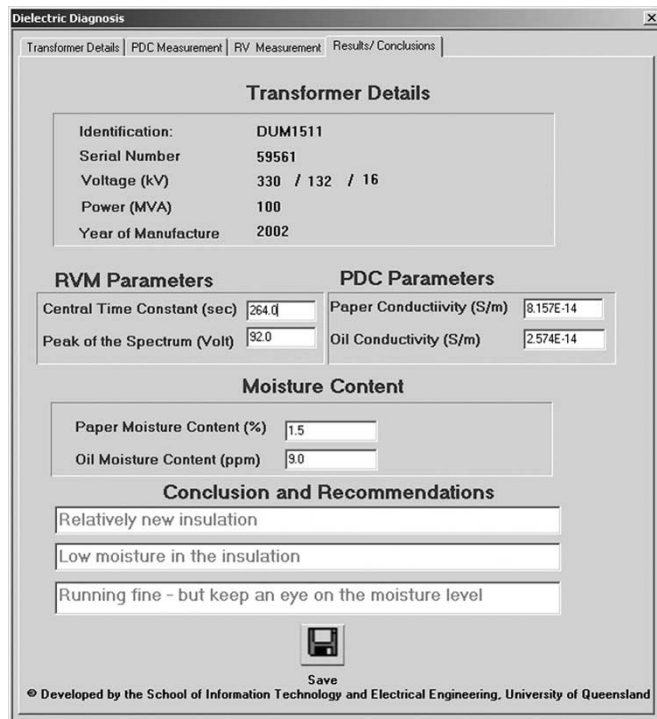 Dielectric Diagnosis
Transformer Details PDC Measurement RV Measurement Results/ Conclusions
Transformer Details
Identification: DUM1511
Serial Number 59561
Voltage (kV) 330 / 132 / 16
Power (MVA) 100
Year of Manufacture 2002
RVM Parameters
Central Time Constant (sec) 264.0
Peak of the Spectrum (Volt) 92.0
PDC Parameters
Paper Conductiivity (S/m) 8.157E-14
Oil Conductivity (S/m) 2.574E-14
Moisture Content
Paper Moisture Content (%) 1.5
Oil Moisture Content (ppm) 9.0
Conclusion and Recommendations
Relatively new insulation
Low moisture in the insulation
Running fine - but keep an eye on the moisture level
Save
© Developed by the School of Information Technology and Electrical Engineering, University of Queensland